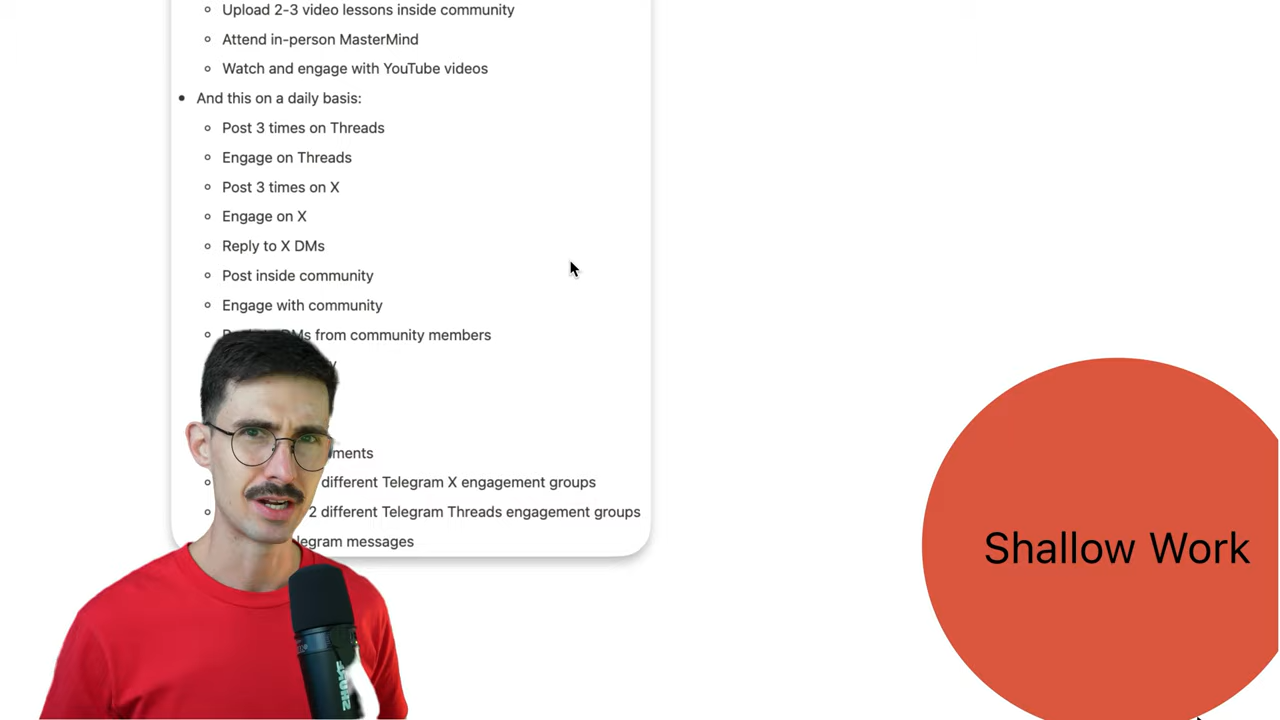 Upload 2-3 video lessons inside community
Attend in-person MasterMind
Watch and engage with YouTube videos
And this on a daily basis:
Post 3 times on Threads
Engage on Threads
Post 3 times on X
Engage on X
Reply to X DMs
Post inside community
Engage with community
from community members
different Telegram X engagement groups
2 different Telegram Threads engagement groups
messages
Shallow Work
SHURE